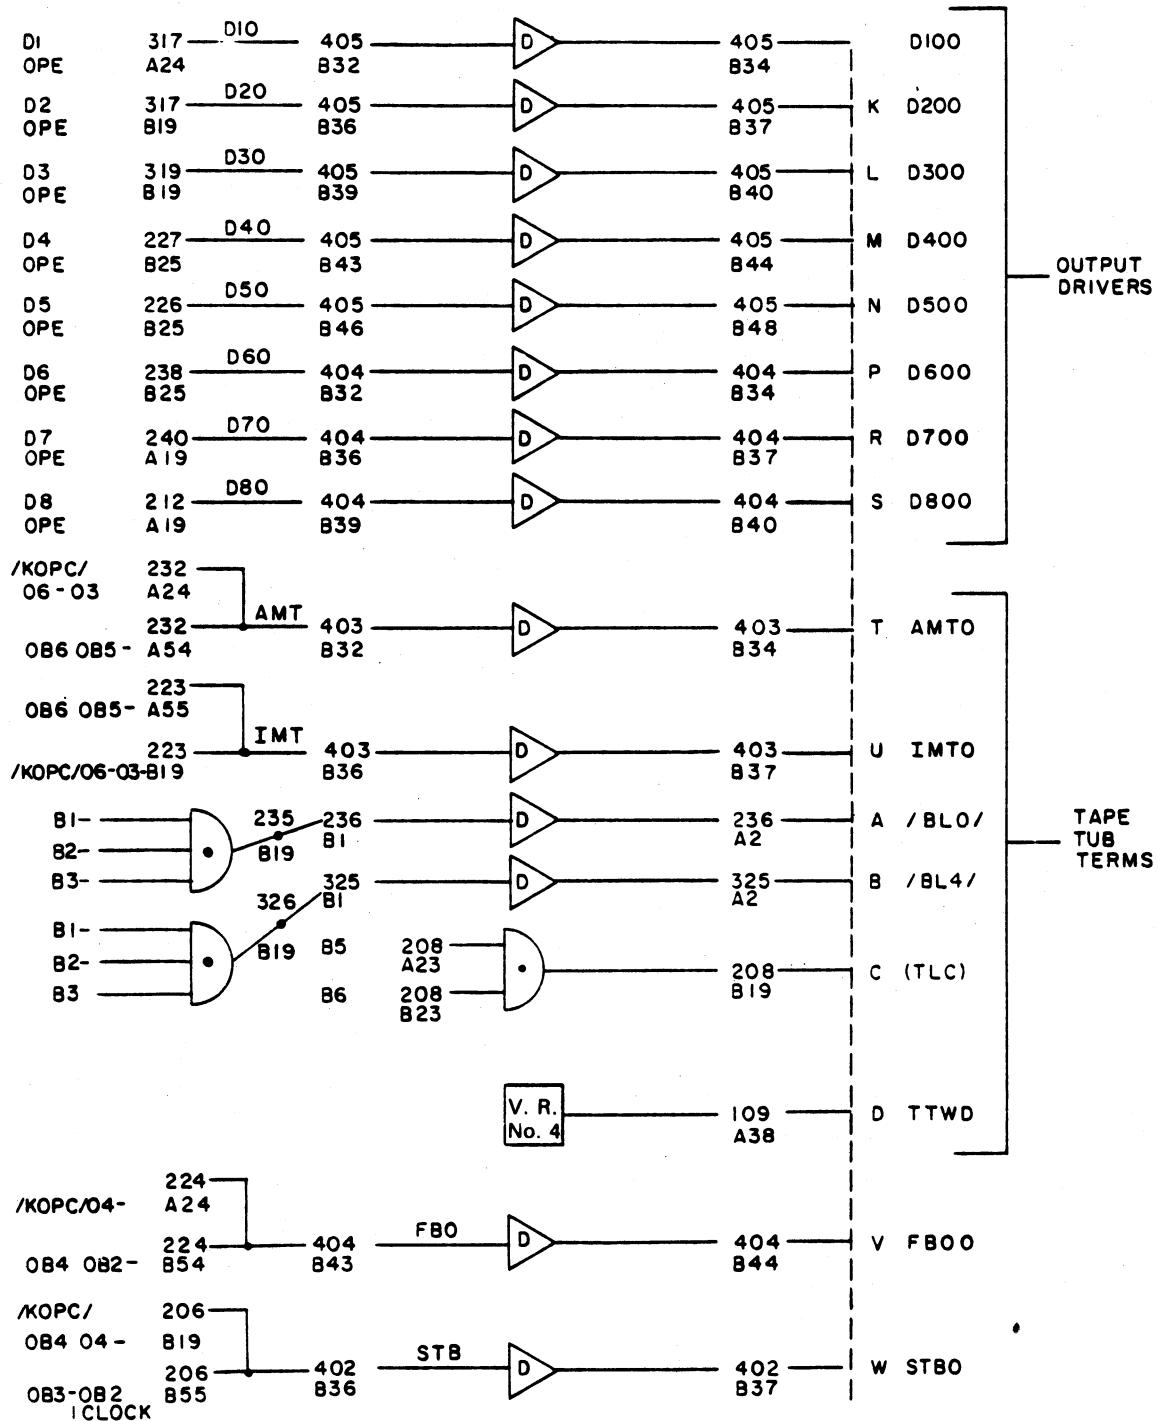 D1 317 D10 405 D 405 D100
OPE A24 B32 B34
D2 317 D20 405 D 405 K D200
OPE B19 B36 B37
D3 319 D30 405 D 405 L D300
OPE B19 B39 B40
D4 227 D40 405 D 405 M D400
OPE B25 B43 B44
OUTPUT
DRIVERS
D5 226 D50 405 D 405 N D500
OPE B25 B46 B48
D6 238 D60 404 D 404 P D600
OPE B25 B32 B34
D7 240 D70 404 D 404 R D700
OPE A19 B36 B37
D8 212 D80 404 D 404 S D800
OPE A19 B39 B40
/KOPC/ 232
06-03 A24
232 AMT 403 D 403 T AMTO
OB6 OB5- A54 B32 B34
223
OB6 OB5- A55
223 IMT 403 D 403 U IMTO
/KOPC/06-03-B19 B36 B37
B1- 235 236 D 236 A /BLO/
B2- B19 B1 A2
B3- 325 D 325 B /BL4/
326 B1 A2
TAPE
TUB
TERMS
B1- B19 B5 208
B2- A23 208 C (TLC)
B3 B6 208 B19
B23
V. R.
No. 4 109 D TTWD
A38
224
/KOPC/04- A24
224 404 FBO D 404 V FBOO
OB4 OB2- B54 B43 B44
/KOPC/ 206
OB4 04- B19
206 402 STB D 402 W STBO
OB3-OB2 B55 B36 B37
1 CLOCK